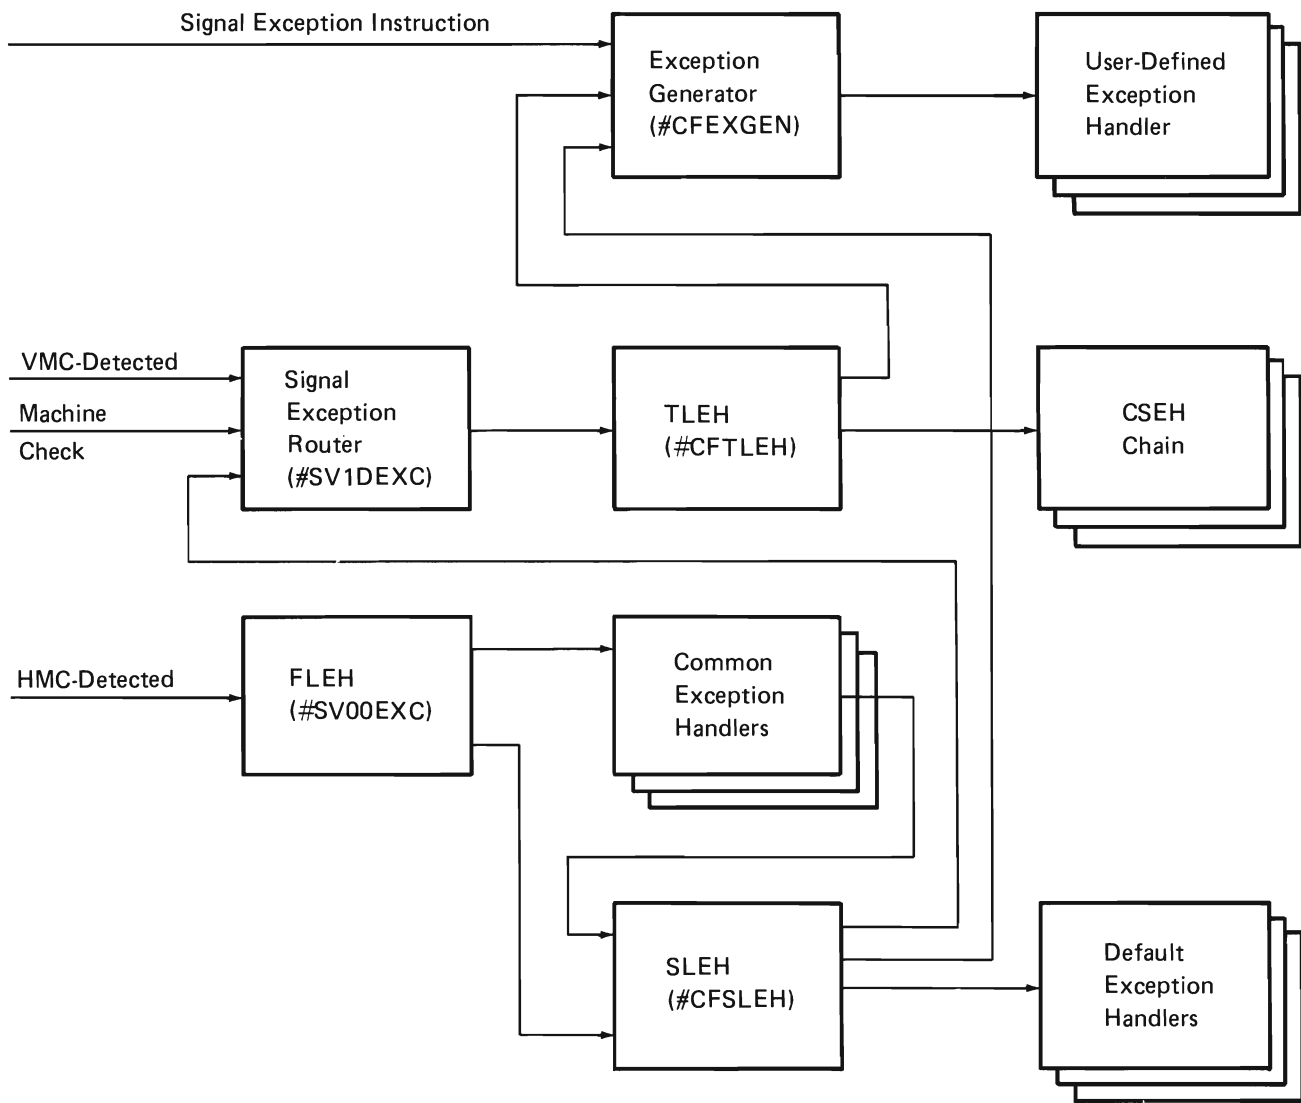 Signal Exception Instruction
Exception
Generator
(#CFEXGEN)
User-Defined
Exception
Handler
VMC-Detected
Machine
Check
Signal
Exception
Router
(#SV1DEXC)
TLEH
(#CFTLEH)
CSEH
Chain
HMC-Detected
FLEH
(#SV00EXC)
Common
Exception
Handlers
SLEH
(#CFSLEH)
Default
Exception
Handlers